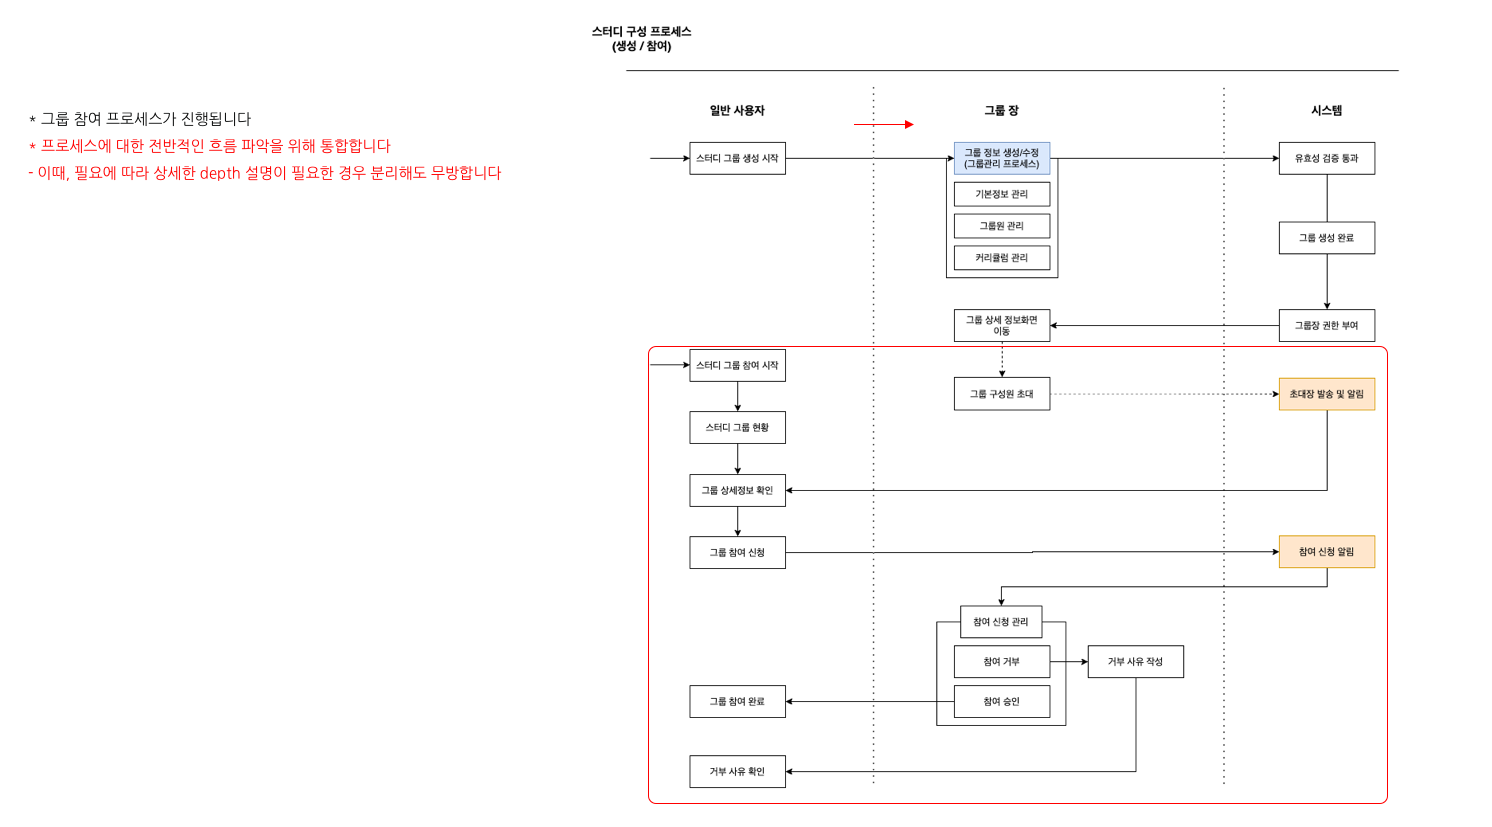 스터디 구성 프로세스
(생성 / 참여)
* 그룹 참여 프로세스가 진행됩니다
* 프로세스에 대한 전반적인 흐름 파악을 위해 통합합니다
- 이때, 필요에 따라 상세한 depth 설명이 필요한 경우 분리해도 무방합니다
일반 사용자
그룹 장
시스템
스터디 그룹 생성 시작
그룹 정보 생성/수정
(그룹관리 프로세스)
유효성 검증 통과
기본정보 관리
그룹원 관리
커리큘럼 관리
그룹 생성 완료
그룹 상세 정보화면
이동
그룹장 권한 부여
스터디 그룹 참여 시작
그룹 구성원 초대
초대장 발송 및 알림
스터디 그룹 현황
그룹 상세정보 확인
그룹 참여 신청
참여 신청 알림
참여 신청 관리
참여 거부
거부 사유 작성
그룹 참여 완료
참여 승인
거부 사유 확인